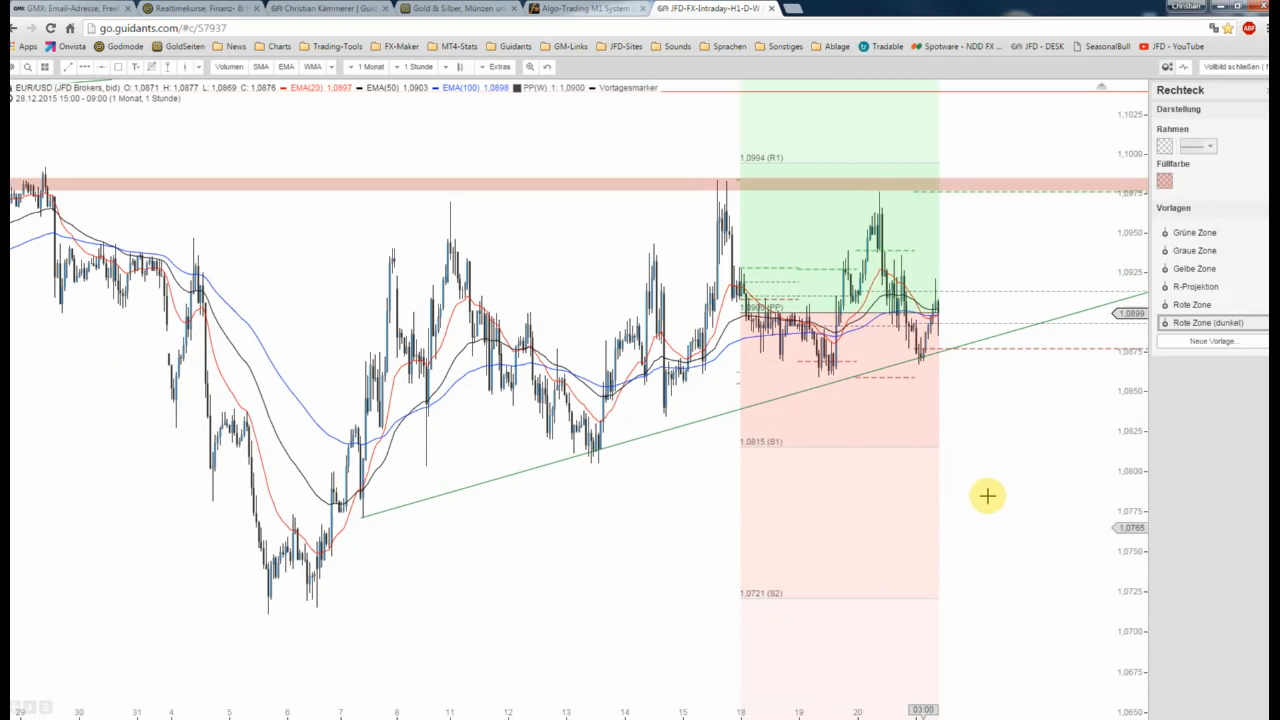 GMX: Email-Adresse, FreeM
Realtimekurse, Finanz- & B
Christian Kämmerer | Guid
Gold & Silber, Münzen un
Algo-Trading M1 System u
JFD-FX-Intraday-H1-D-W
Christian
go.guidants.com/#c/57937
ABP
Apps
Onvista
Godmode
GoldSeiten
News
Charts
Trading-Tools
FX-Maker
MT4-Stats
Guidants
GM-Links
JFD-Sites
Sounds
Sprachen
Sonstiges
Ablage
Tradable
Spotware - NDD FX ...
JFD - DESK
SeasonalBull
JFD - YouTube
Volumen
SMA
EMA
WMA
1 Monat
1 Stunde
Extras
Vollbild schließen ( f
EUR/USD (JFD Brokers, bid) O: 1,0871 H: 1,0877 L: 1,0869 C: 1,0876 EMA(20) 1,0897 EMA(50) 1,0903 EMA(100) 1,0898 PP(W) 1: 1,0900 Vortagesmarker
28.12.2015 15:00 - 09:00 (1 Monat, 1 Stunde)
Rechteck
Darstellung
Rahmen
Füllfarbe
Vorlagen
Grüne Zone
Graue Zone
Gelbe Zone
R-Projektion
Rote Zone
Rote Zone (dunkel)
Neue Vorlage...
1,0994 (R1)
1,0900 (PP)
1,0815 (S1)
1,0721 (S2)
1,1025
1,1000
1,0975
1,0950
1,0925
1,0899
1,0875
1,0850
1,0825
1,0800
1,0775
1,0765
1,0750
1,0725
1,0700
1,0675
1,0650
29
30
31
4
5
6
7
8
11
12
13
14
15
18
19
20
03:00